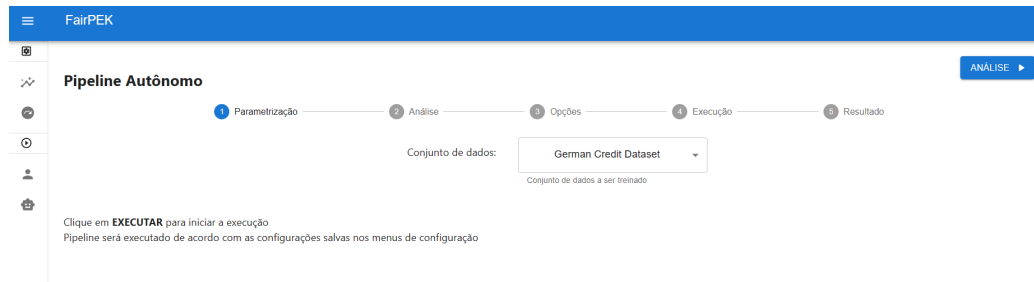 FairPEK
ANÁLISE
Pipeline Autônomo
1 Parametrização 2 Análise 3 Opções 4 Execução 5 Resultado
Conjunto de dados: German Credit Dataset
Conjunto de dados a ser treinado
Clique em EXECUTAR para iniciar a execução
Pipeline será executado de acordo com as configurações salvas nos menus de configuração